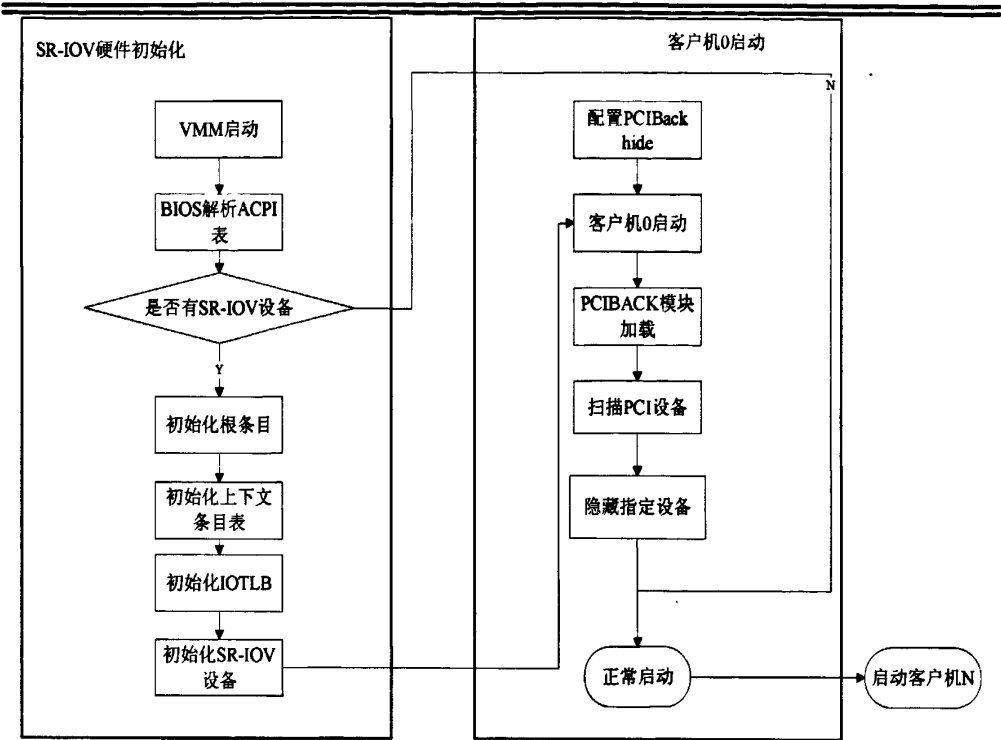 SR-IOV硬件初始化
VMM启动
BIOS解析ACPI
表
是否有SR-IOV设备
Y
初始化根条目
初始化上下文
条目表
初始化IOTLB
初始化SR-IOV
设备
客户机0启动
N
配置PCIBack
hide
客户机0启动
PCIBACK模块
加载
扫描PCI设备
隐藏指定设备
正常启动
启动客户机N